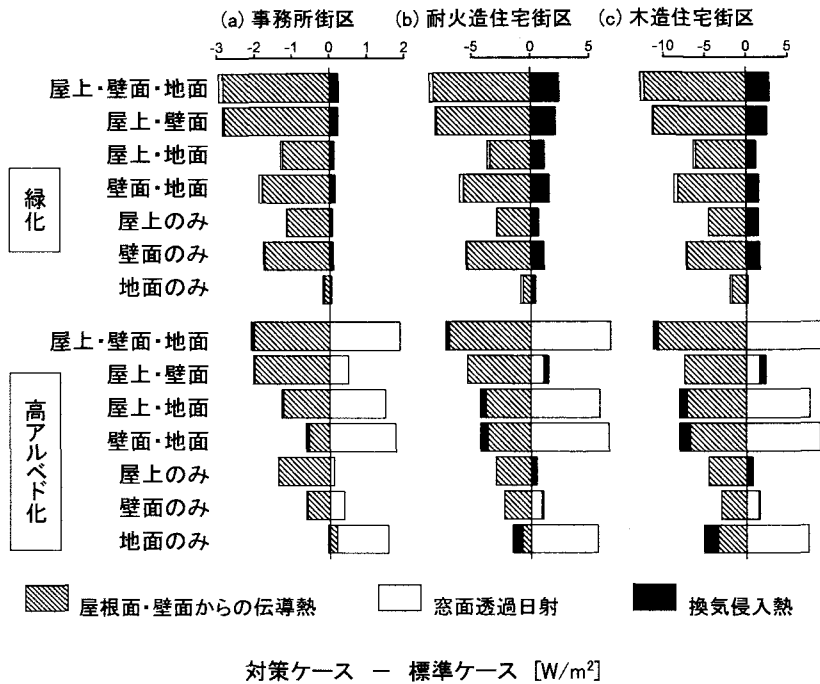 (a) 事務所街区 (b) 耐火造住宅街区 (c) 木造住宅街区
-3 -2 -1 0 1 2 -5 0 5 -10 -5 0 5
緑化
屋上・壁面・地面
屋上・壁面
屋上・地面
壁面・地面
屋上のみ
壁面のみ
地面のみ
高アルベド化
屋上・壁面・地面
屋上・壁面
屋上・地面
壁面・地面
屋上のみ
壁面のみ
地面のみ
屋根面・壁面からの伝導熱 窓面透過日射 換気侵入熱
対策ケース － 標準ケース [W/m²]